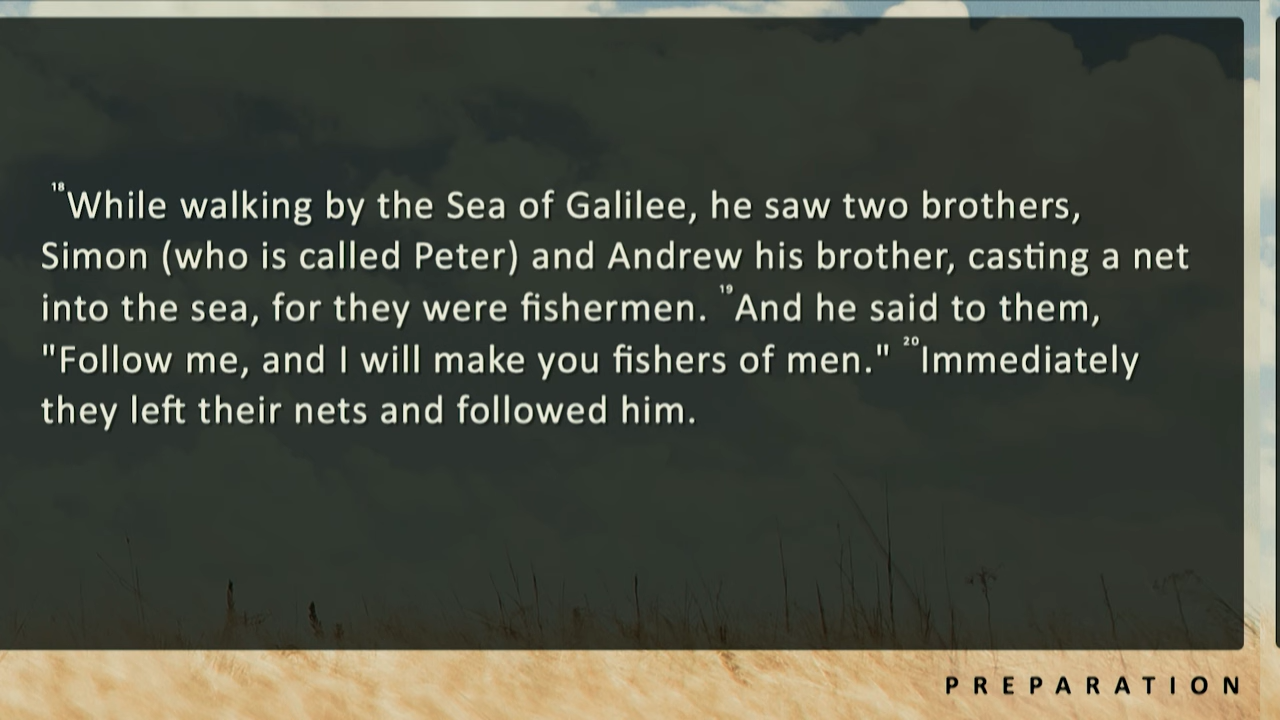 18While walking by the Sea of Galilee, he saw two brothers,
Simon (who is called Peter) and Andrew his brother, casting a net
into the sea, for they were fishermen. 19And he said to them,
"Follow me, and I will make you fishers of men." 20Immediately
they left their nets and followed him.
PREPARATION